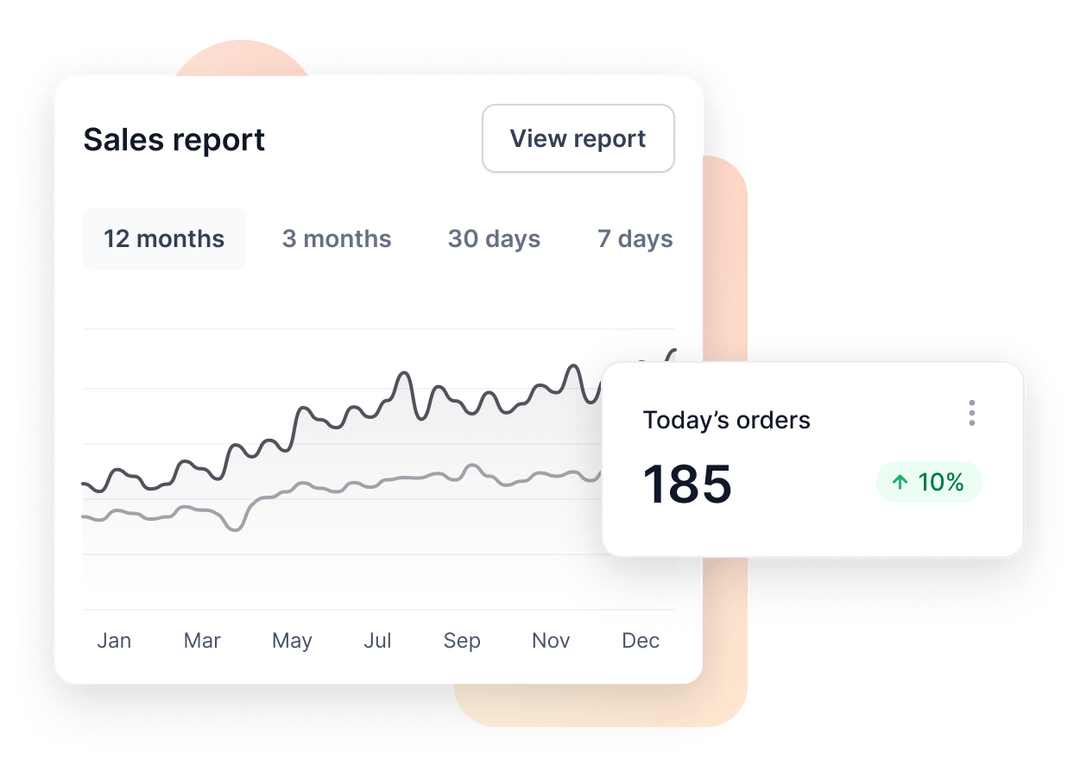 Sales report
View report
12 months 3 months 30 days 7 days
Today’s orders
185
10%
Jan Mar May Jul Sep Nov Dec